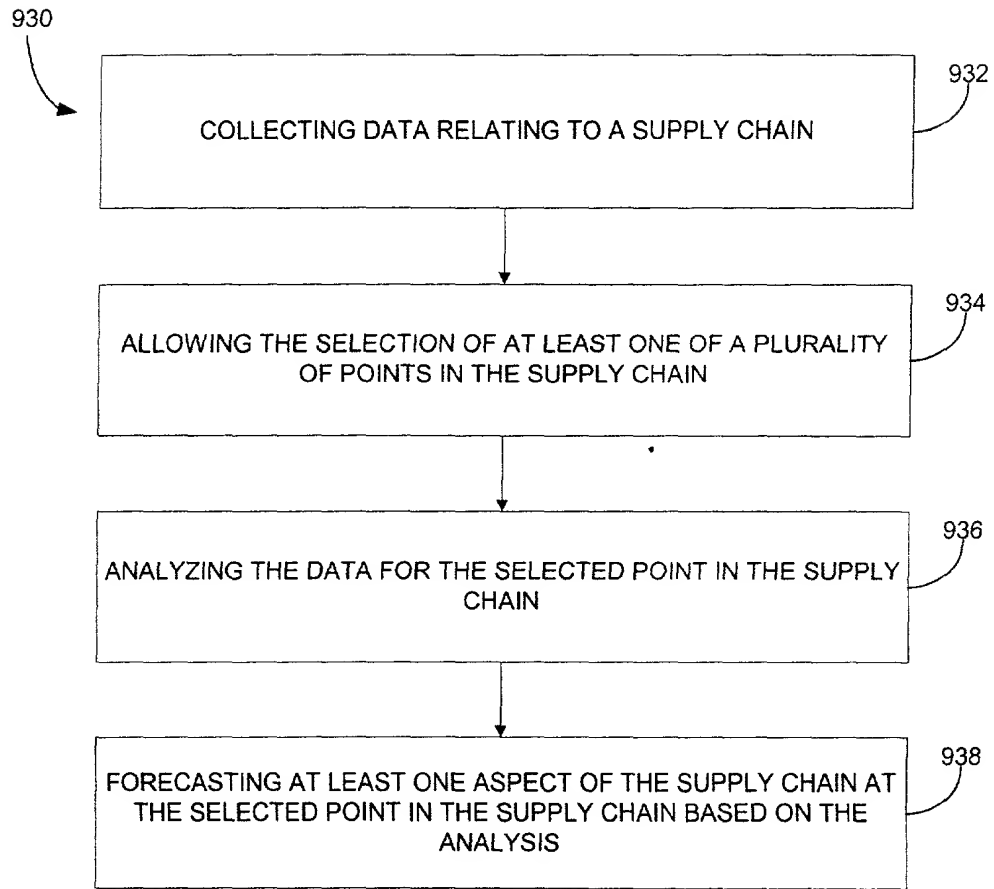 930
932
COLLECTING DATA RELATING TO A SUPPLY CHAIN
934
ALLOWING THE SELECTION OF AT LEAST ONE OF A PLURALITY
OF POINTS IN THE SUPPLY CHAIN
936
ANALYZING THE DATA FOR THE SELECTED POINT IN THE SUPPLY
CHAIN
938
FORECASTING AT LEAST ONE ASPECT OF THE SUPPLY CHAIN AT
THE SELECTED POINT IN THE SUPPLY CHAIN BASED ON THE
ANALYSIS